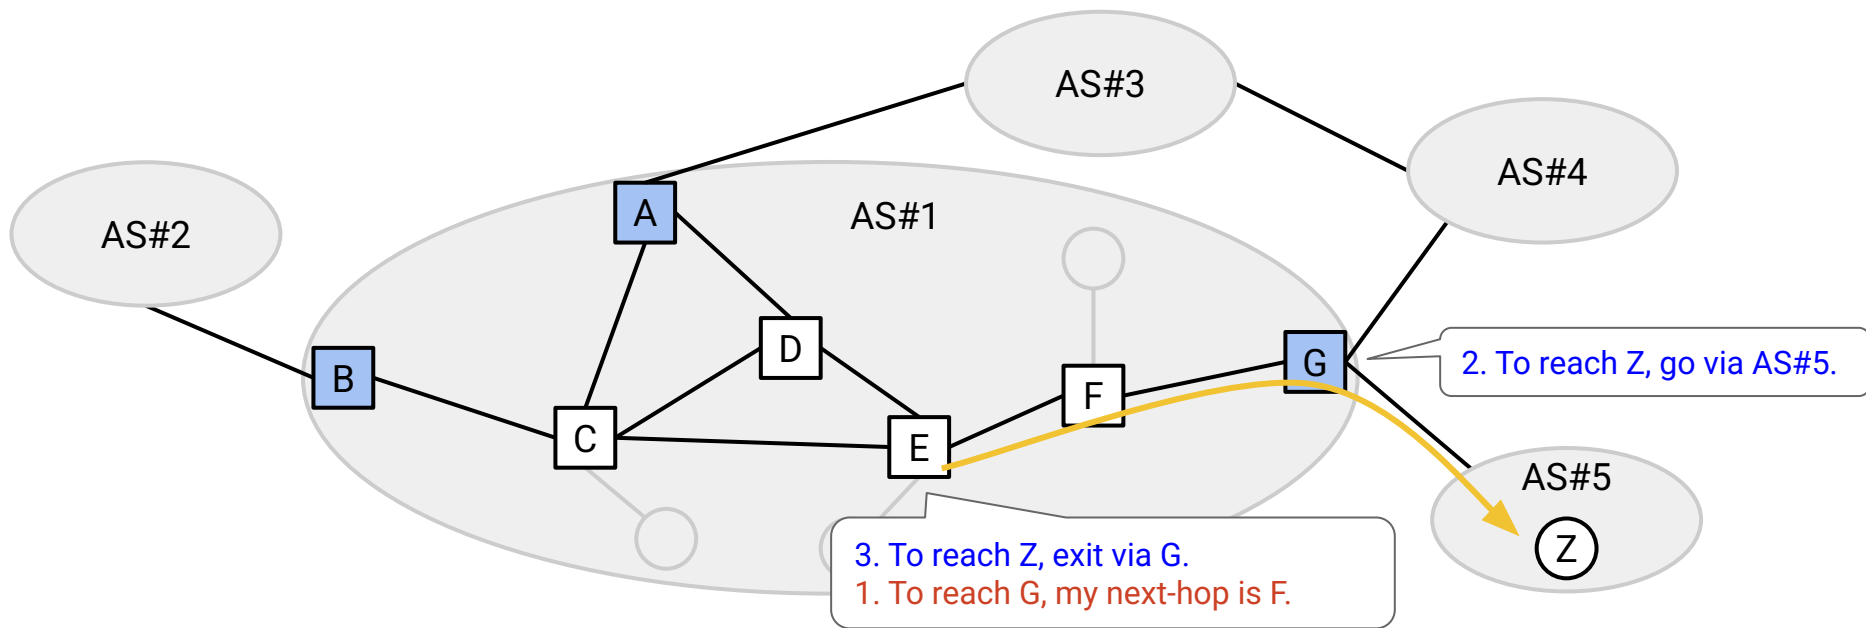 AS#3
AS#4
AS#2
A
AS#1
D
B
G
2. To reach Z, go via AS#5.
F
C
E
AS#5
3. To reach Z, exit via G.
1. To reach G, my next-hop is F.
Z